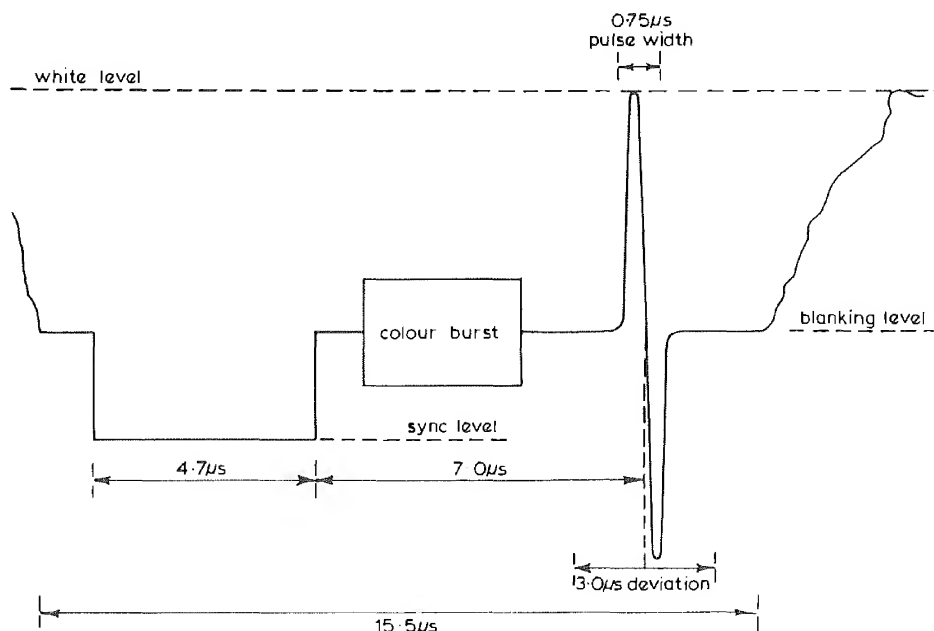 0·75µs
pulse width
white level
blanking level
colour burst
sync level
4·7µs
7·0µs
3·0µs deviation
15·5µs